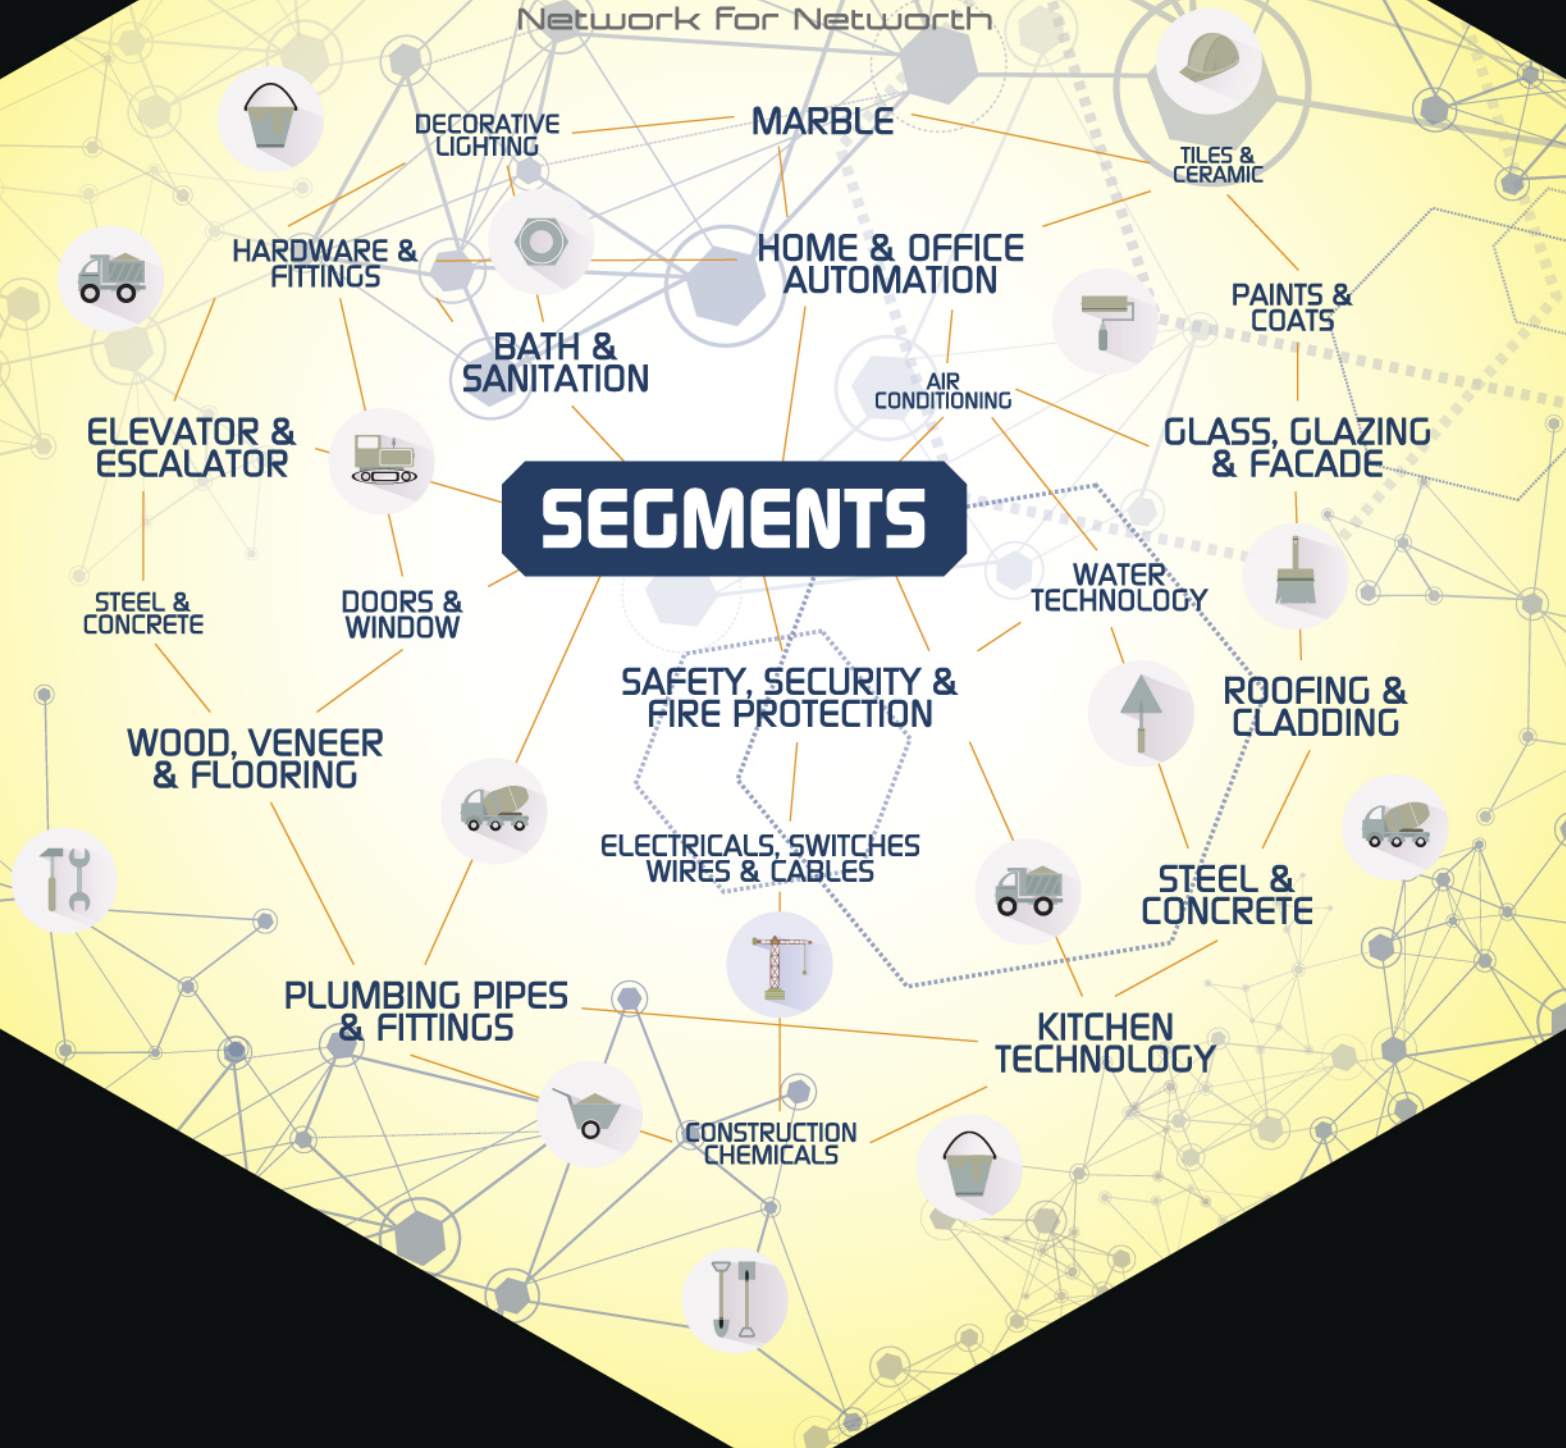 Network For Networth
DECORATIVE
LIGHTING
MARBLE
TILES &
CERAMIC
HARDWARE &
FITTINGS
HOME & OFFICE
AUTOMATION
PAINTS &
COATS
BATH &
SANITATION
AIR
CONDITIONING
ELEVATOR &
ESCALATOR
GLASS, GLAZING
& FACADE
SEGMENTS
STEEL &
CONCRETE
DOORS &
WINDOW
WATER
TECHNOLOGY
SAFETY, SECURITY &
FIRE PROTECTION
ROOFING &
CLADDING
WOOD, VENEER
& FLOORING
ELECTRICALS, SWITCHES
WIRES & CABLES
STEEL &
CONCRETE
PLUMBING PIPES
& FITTINGS
KITCHEN
TECHNOLOGY
CONSTRUCTION
CHEMICALS